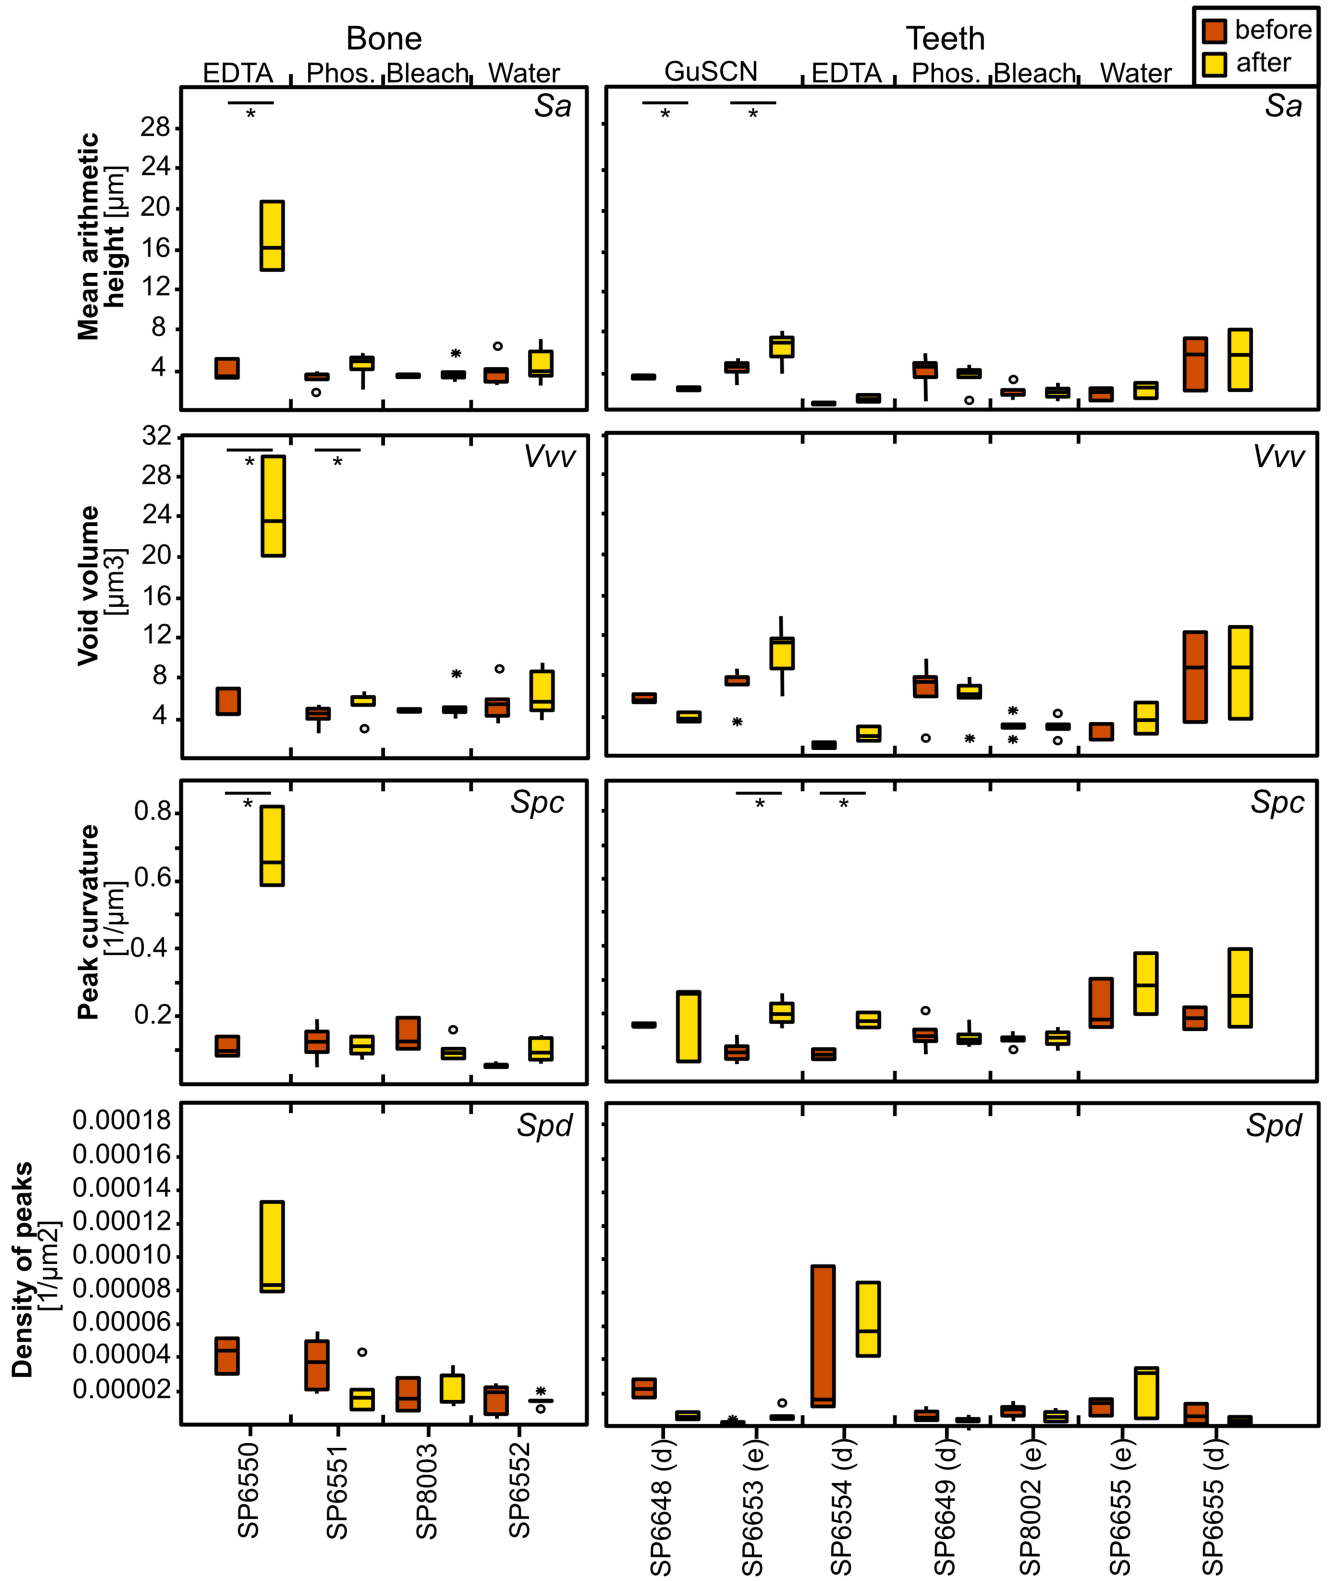 Bone
Teeth
before
after
EDTA
Phos.
Bleach
Water
GuSCN
EDTA
Phos.
Bleach
Water
Mean arithmetic
height [µm]
28
24
20
16
12
8
4
*
Sa
* *
Sa
Void volume
[µm3]
32
28
24
20
16
12
8
4
* *
Vvv
Vvv
Peak curvature
[1/µm]
0.8
0.6
0.4
0.2
*
Spc
* *
Spc
Density of peaks
[1/µm2]
0.00018
0.00016
0.00014
0.00012
0.00010
0.00008
0.00006
0.00004
0.00002
Spd
Spd
SP6550
SP6551
SP8003
SP6552
SP6648 (d)
SP6653 (e)
SP6554 (d)
SP6649 (d)
SP8002 (e)
SP6655 (e)
SP6655 (d)